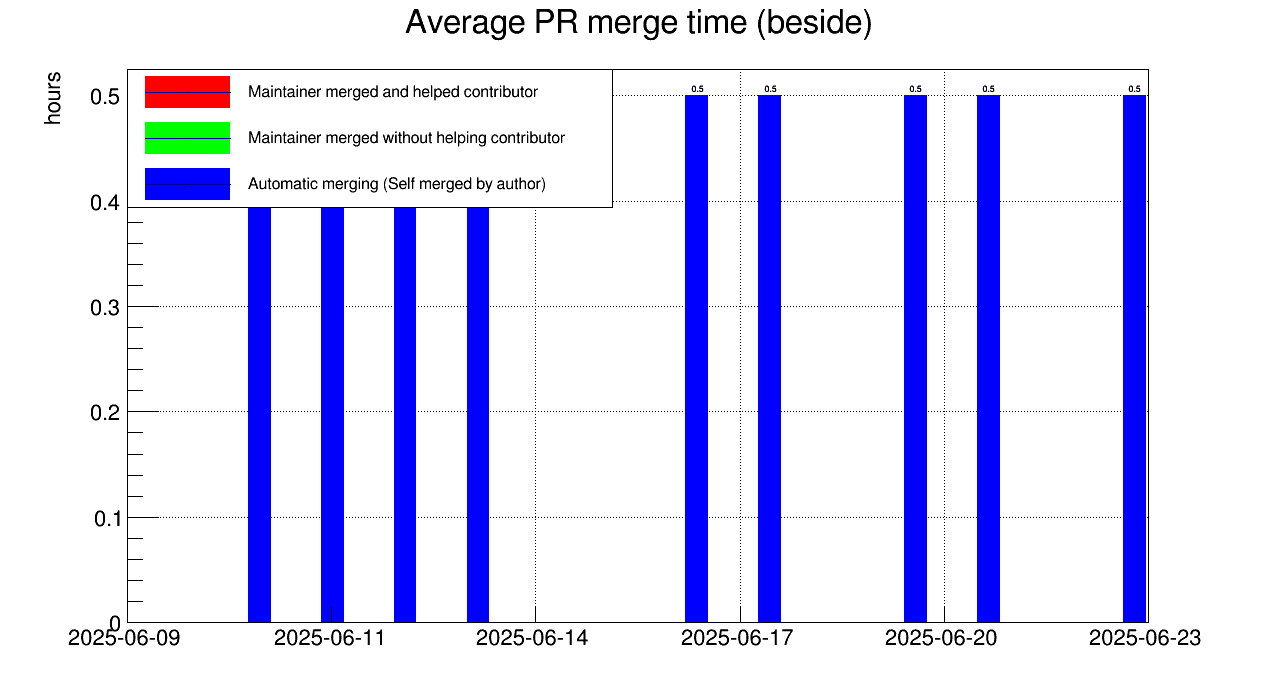 Average PR merge time (beside)
hours
Maintainer merged and helped contributor
Maintainer merged without helping contributor
Automatic merging (Self merged by author)
0.5
0.4
0.3
0.2
0.1
0
0.5 0.5 0.5 0.5 0.5
2025-06-09 2025-06-11 2025-06-14 2025-06-17 2025-06-20 2025-06-23